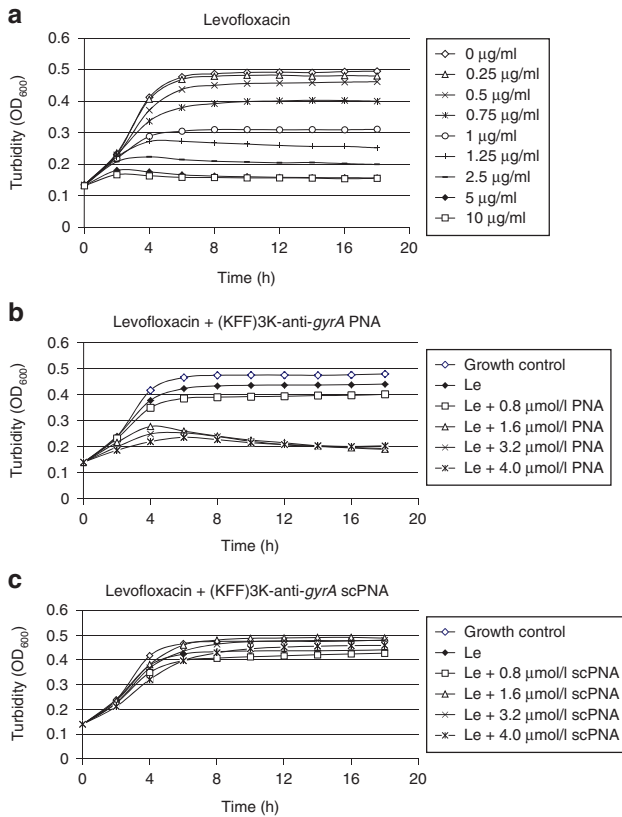 a
Levofloxacin
Turbidity (OD600)
0.6
0.5
0.4
0.3
0.2
0.1
0
0 4 8 12 16 20
Time (h)
0 μg/ml
0.25 μg/ml
0.5 μg/ml
0.75 μg/ml
1 μg/ml
1.25 μg/ml
2.5 μg/ml
5 μg/ml
10 μg/ml
b
Levofloxacin + (KFF)3K-anti-gyrA PNA
Turbidity (OD600)
0.6
0.5
0.4
0.3
0.2
0.1
0
0 4 8 12 16 20
Time (h)
Growth control
Le
Le + 0.8 μmol/l PNA
Le + 1.6 μmol/l PNA
Le + 3.2 μmol/l PNA
Le + 4.0 μmol/l PNA
c
Levofloxacin + (KFF)3K-anti-gyrA scPNA
Turbidity (OD600)
0.6
0.5
0.4
0.3
0.2
0.1
0
0 4 8 12 16 20
Time (h)
Growth control
Le
Le + 0.8 μmol/l scPNA
Le + 1.6 μmol/l scPNA
Le + 3.2 μmol/l scPNA
Le + 4.0 μmol/l scPNA